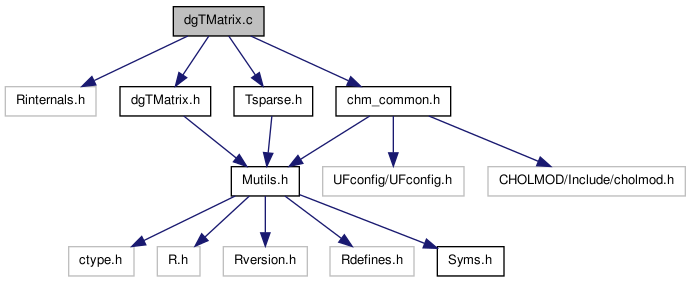 dgTMatrix.c
Rinternals.h
dgTMatrix.h
Tsparse.h
chm_common.h
Mutils.h
UFconfig/UFconfig.h
CHOLMOD/Include/cholmod.h
ctype.h
R.h
Rversion.h
Rdefines.h
Syms.h